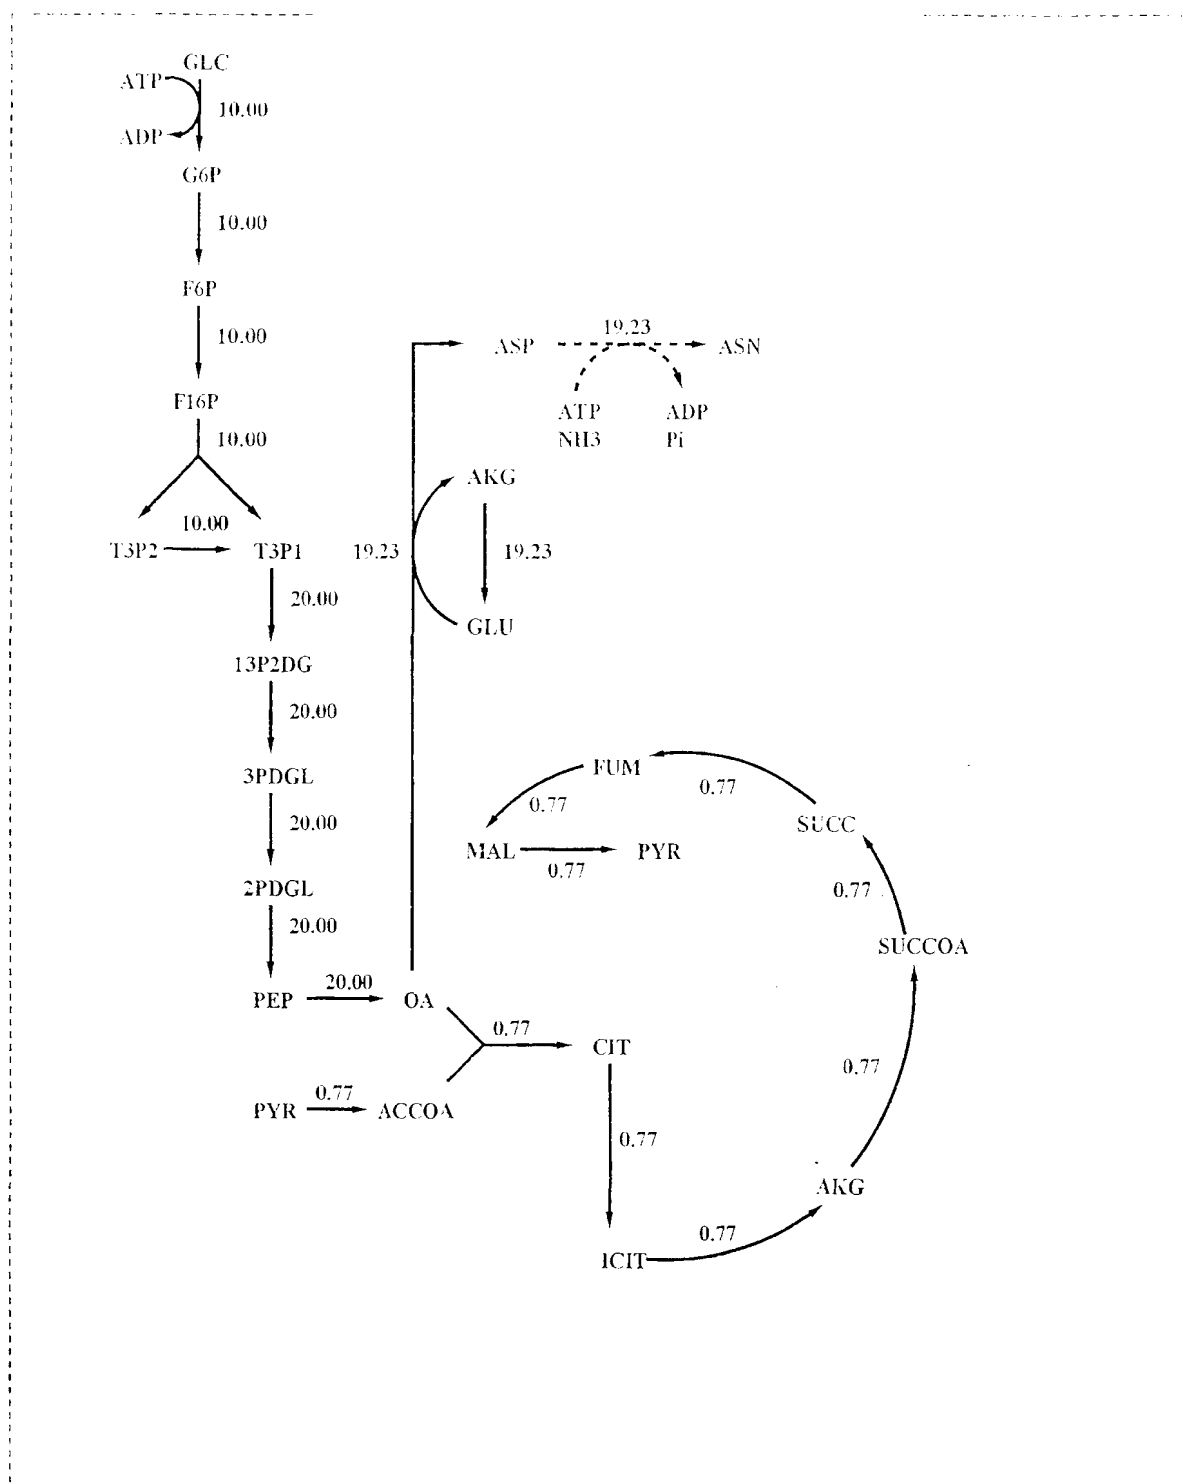 GLC
ATP
10.00
ADP
G6P
10.00
F6P
10.00
19.23
ASP
ASN
F16P
ATP
ADP
NH3
Pi
10.00
AKG
10.00
T3P2
T3P1
19.23
19.23
20.00
GLU
13P2DG
20.00
FUM
3PDGL
0.77
0.77
SUCC
20.00
MAL
PYR
0.77
2PDGL
0.77
20.00
SUCCOA
20.00
PEP
OA
0.77
CIT
0.77
0.77
PYR
ACCOA
0.77
AKG
0.77
ICIT